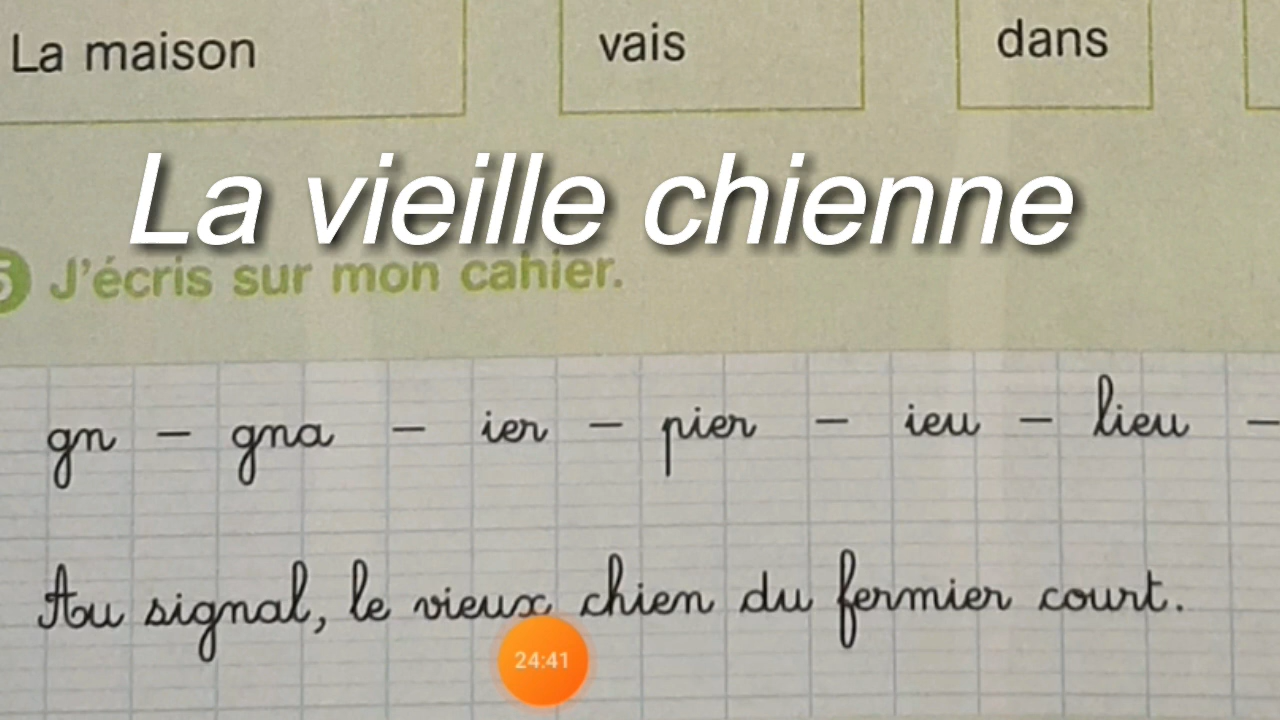 La maison vais dans
La vieille chienne
5 J'écris sur mon cahier.
gn – gna – ier – pier – ieu – lieu –
Au signal, le vieux chien du fermier court.
24:41